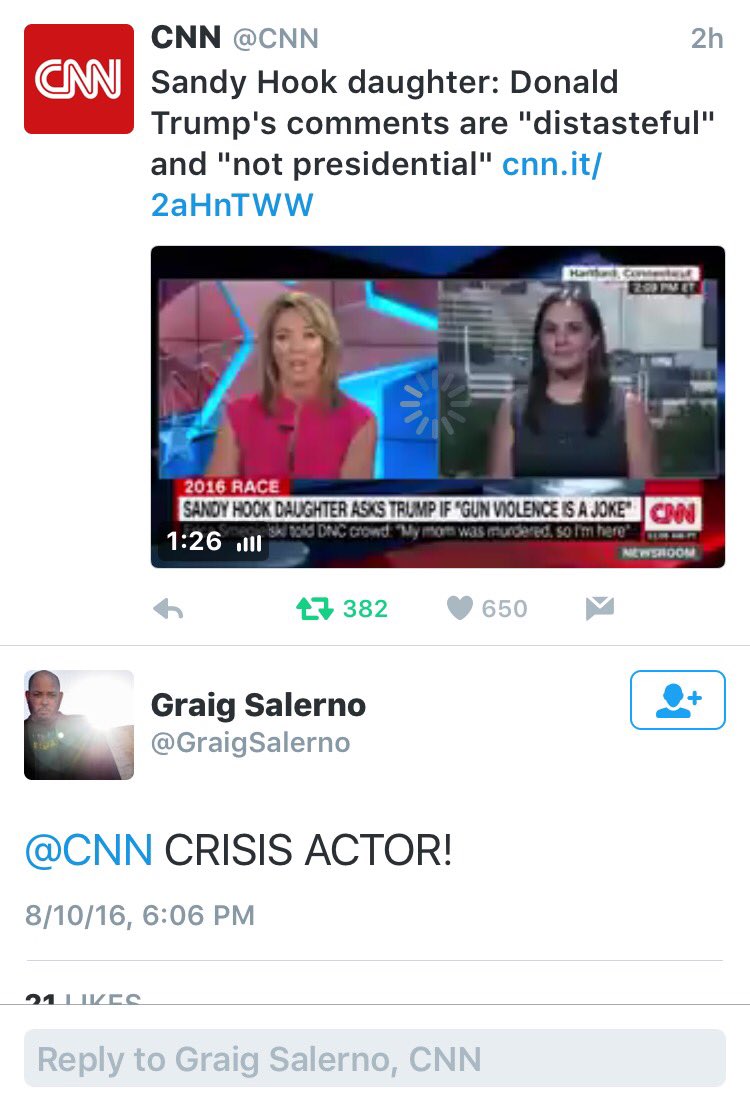 CNN @CNN 2h
CNN
Sandy Hook daughter: Donald
Trump's comments are "distasteful"
and "not presidential" cnn.it/
2aHnTWW
Hartford, Connecticut
2:09 PM ET
2016 RACE
SANDY HOOK DAUGHTER ASKS TRUMP IF "GUN VIOLENCE IS A JOKE"
CNN
told DNC crowd: "My mom was murdered, so I'm here"
1:26
NEWSROOM
382 650
Graig Salerno
@GraigSalerno
@CNN CRISIS ACTOR!
8/10/16, 6:06 PM
21 LIKES
Reply to Graig Salerno, CNN